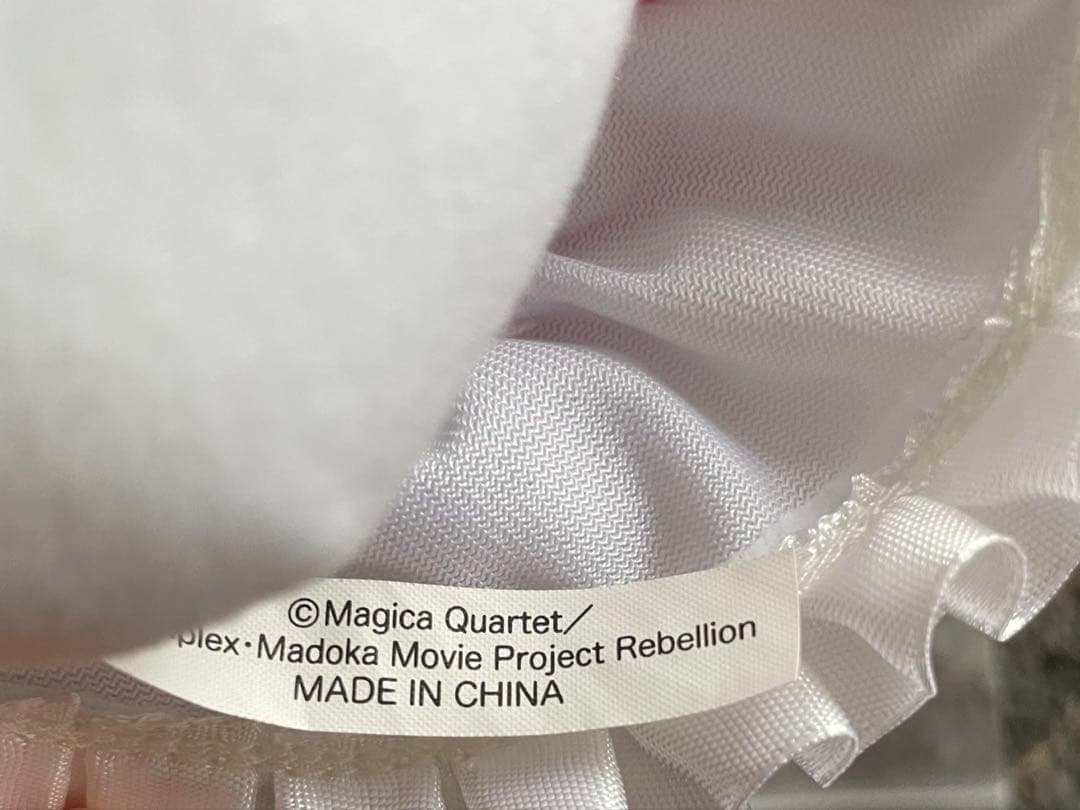 ©Magica Quartet/
plex・Madoka Movie Project Rebellion
MADE IN CHINA